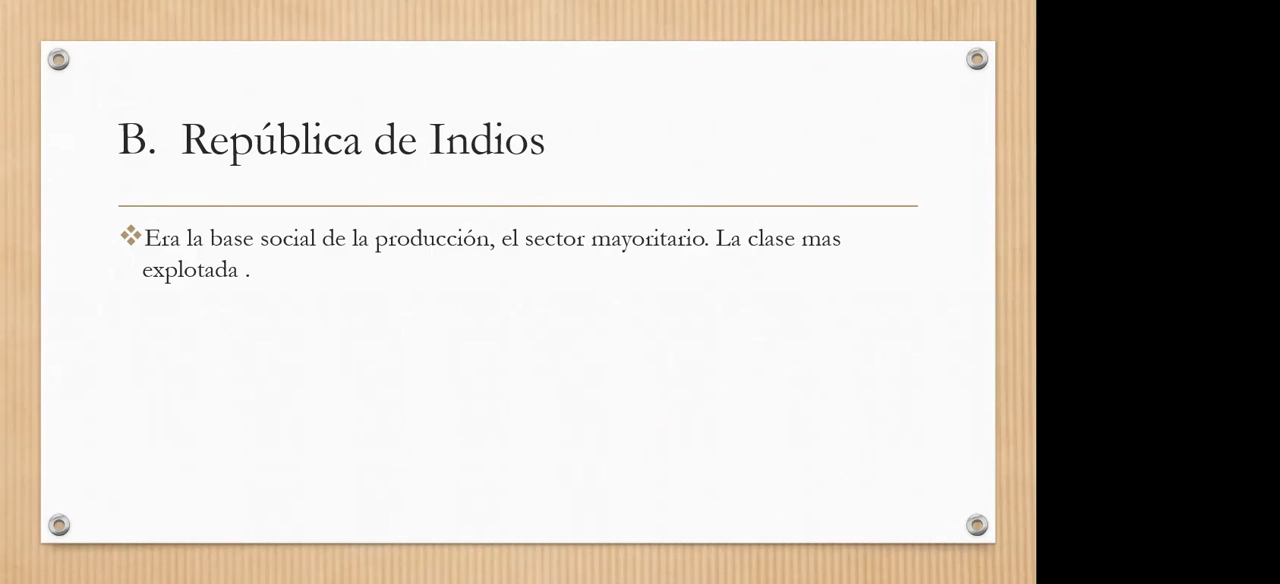 B. República de Indios
Era la base social de la producción, el sector mayoritario. La clase mas
explotada .